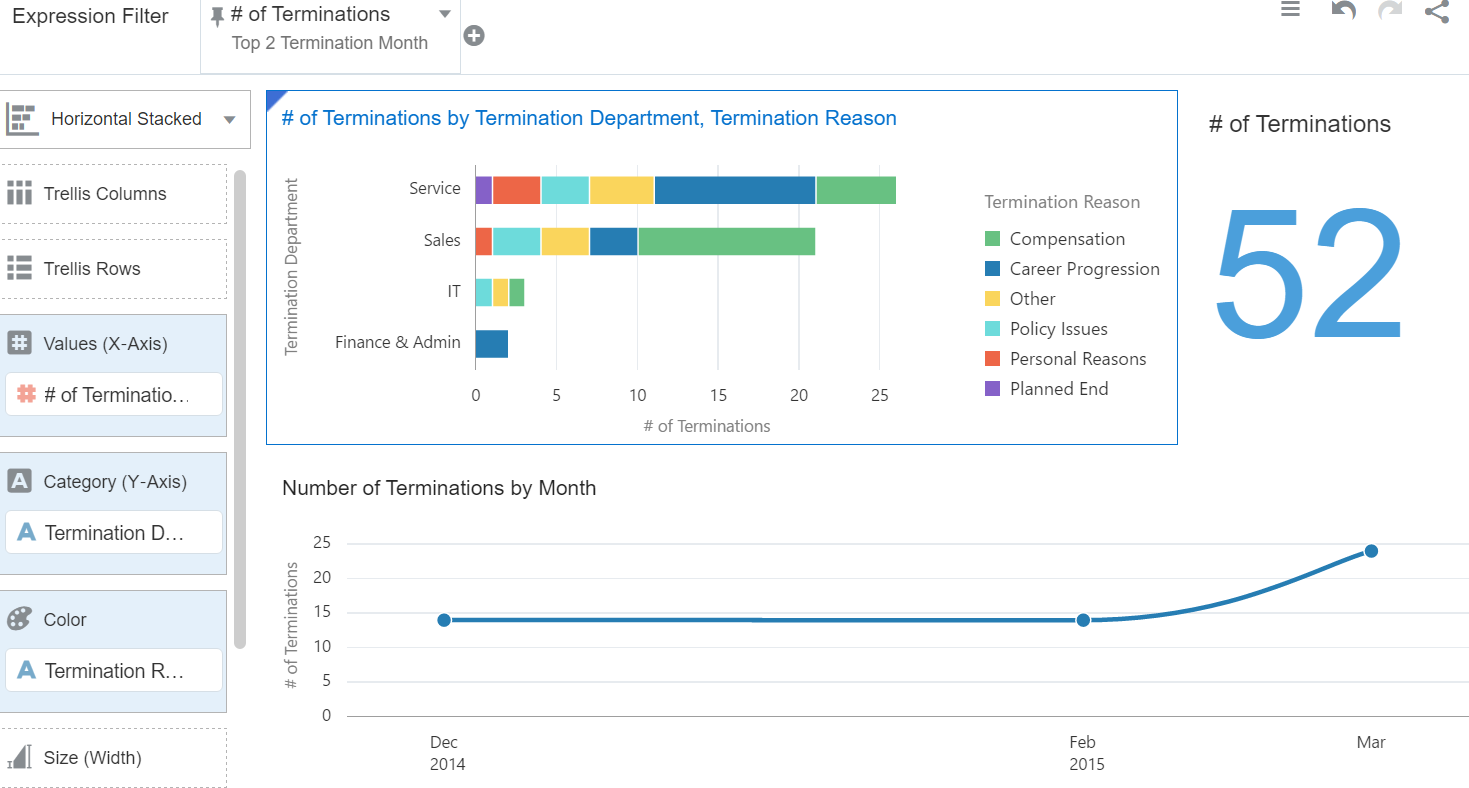 Expression Filter
# of Terminations
Top 2 Termination Month
Horizontal Stacked
Trellis Columns
Trellis Rows
Values (X-Axis)
# of Terminatio...
Category (Y-Axis)
A Termination D...
Color
A Termination R...
Size (Width)
# of Terminations by Termination Department, Termination Reason
Termination Department
Service
Sales
IT
Finance & Admin
0 5 10 15 20 25
# of Terminations
Termination Reason
Compensation
Career Progression
Other
Policy Issues
Personal Reasons
Planned End
# of Terminations
52
Number of Terminations by Month
# of Terminations
25
20
15
10
5
0
Dec
2014
Feb
2015
Mar